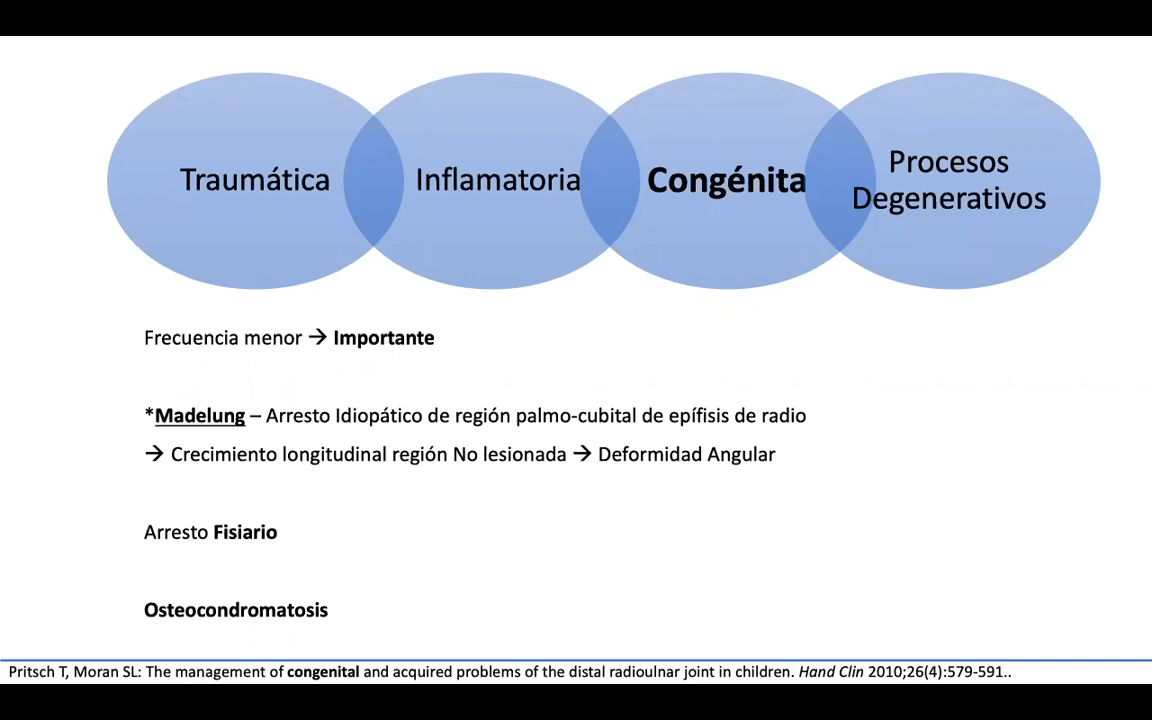 Traumática
Inflamatoria
Congénita
Procesos
Degenerativos
Frecuencia menor → Importante
*Madelung – Arresto Idiopático de región palmo-cubital de epífisis de radio
→ Crecimiento longitudinal región No lesionada → Deformidad Angular
Arresto Fisiario
Osteocondromatosis
Pritsch T, Moran SL: The management of congenital and acquired problems of the distal radioulnar joint in children. Hand Clin 2010;26(4):579-591..